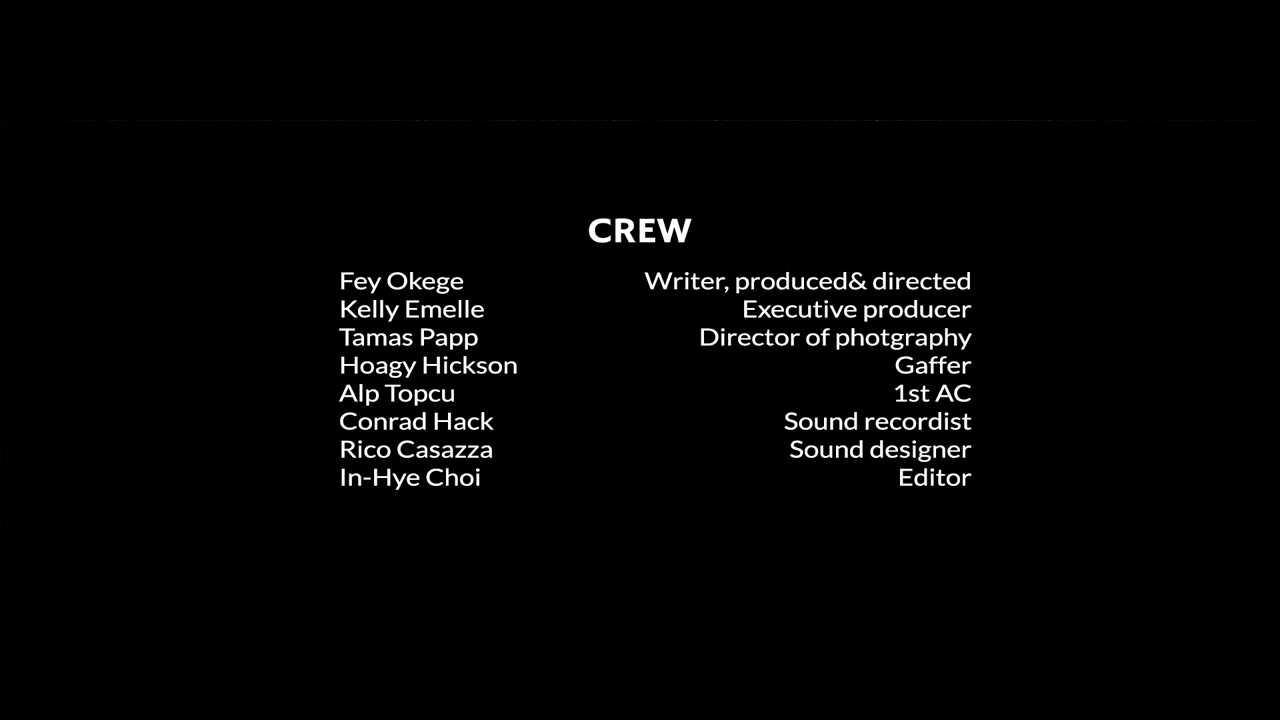 CREW
Fey Okege Writer, produced& directed
Kelly Emelle Executive producer
Tamas Papp Director of photgraphy
Hoagy Hickson Gaffer
Alp Topcu 1st AC
Conrad Hack Sound recordist
Rico Casazza Sound designer
In-Hye Choi Editor